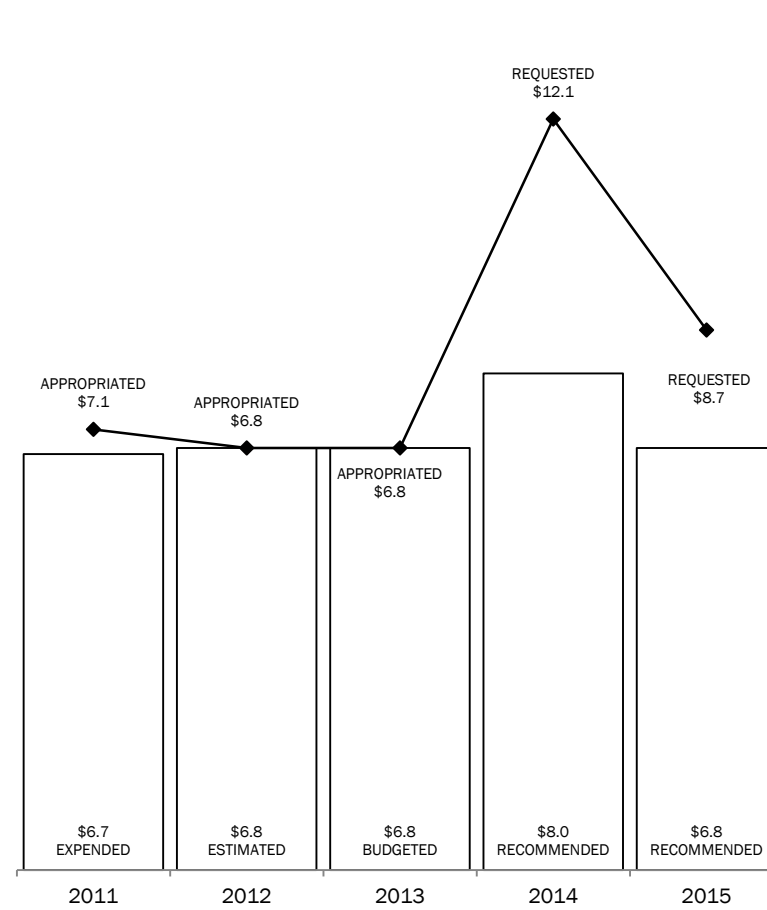 REQUESTED
$12.1
APPROPRIATED
$7.1
APPROPRIATED
$6.8
REQUESTED
$8.7
APPROPRIATED
$6.8
$6.7
EXPENDED
$6.8
ESTIMATED
$6.8
BUDGETED
$8.0
RECOMMENDED
$6.8
RECOMMENDED
2011
2012
2013
2014
2015